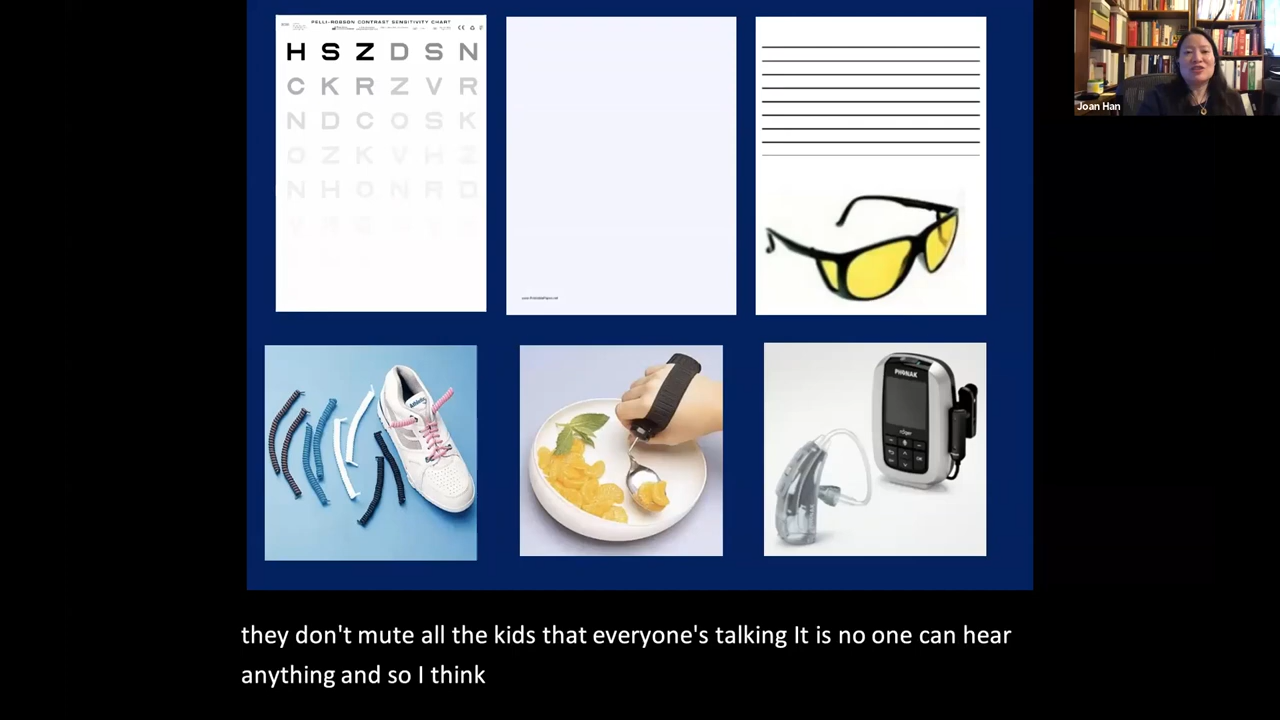 PELLI-ROBSON CONTRAST SENSITIVITY CHART
H S Z D S N
C K R Z V R
N D C O S K
O Z K V H Z
N H O N R D
Joan Han
PHONAK
roger
they don't mute all the kids that everyone's talking It is no one can hear
anything and so I think